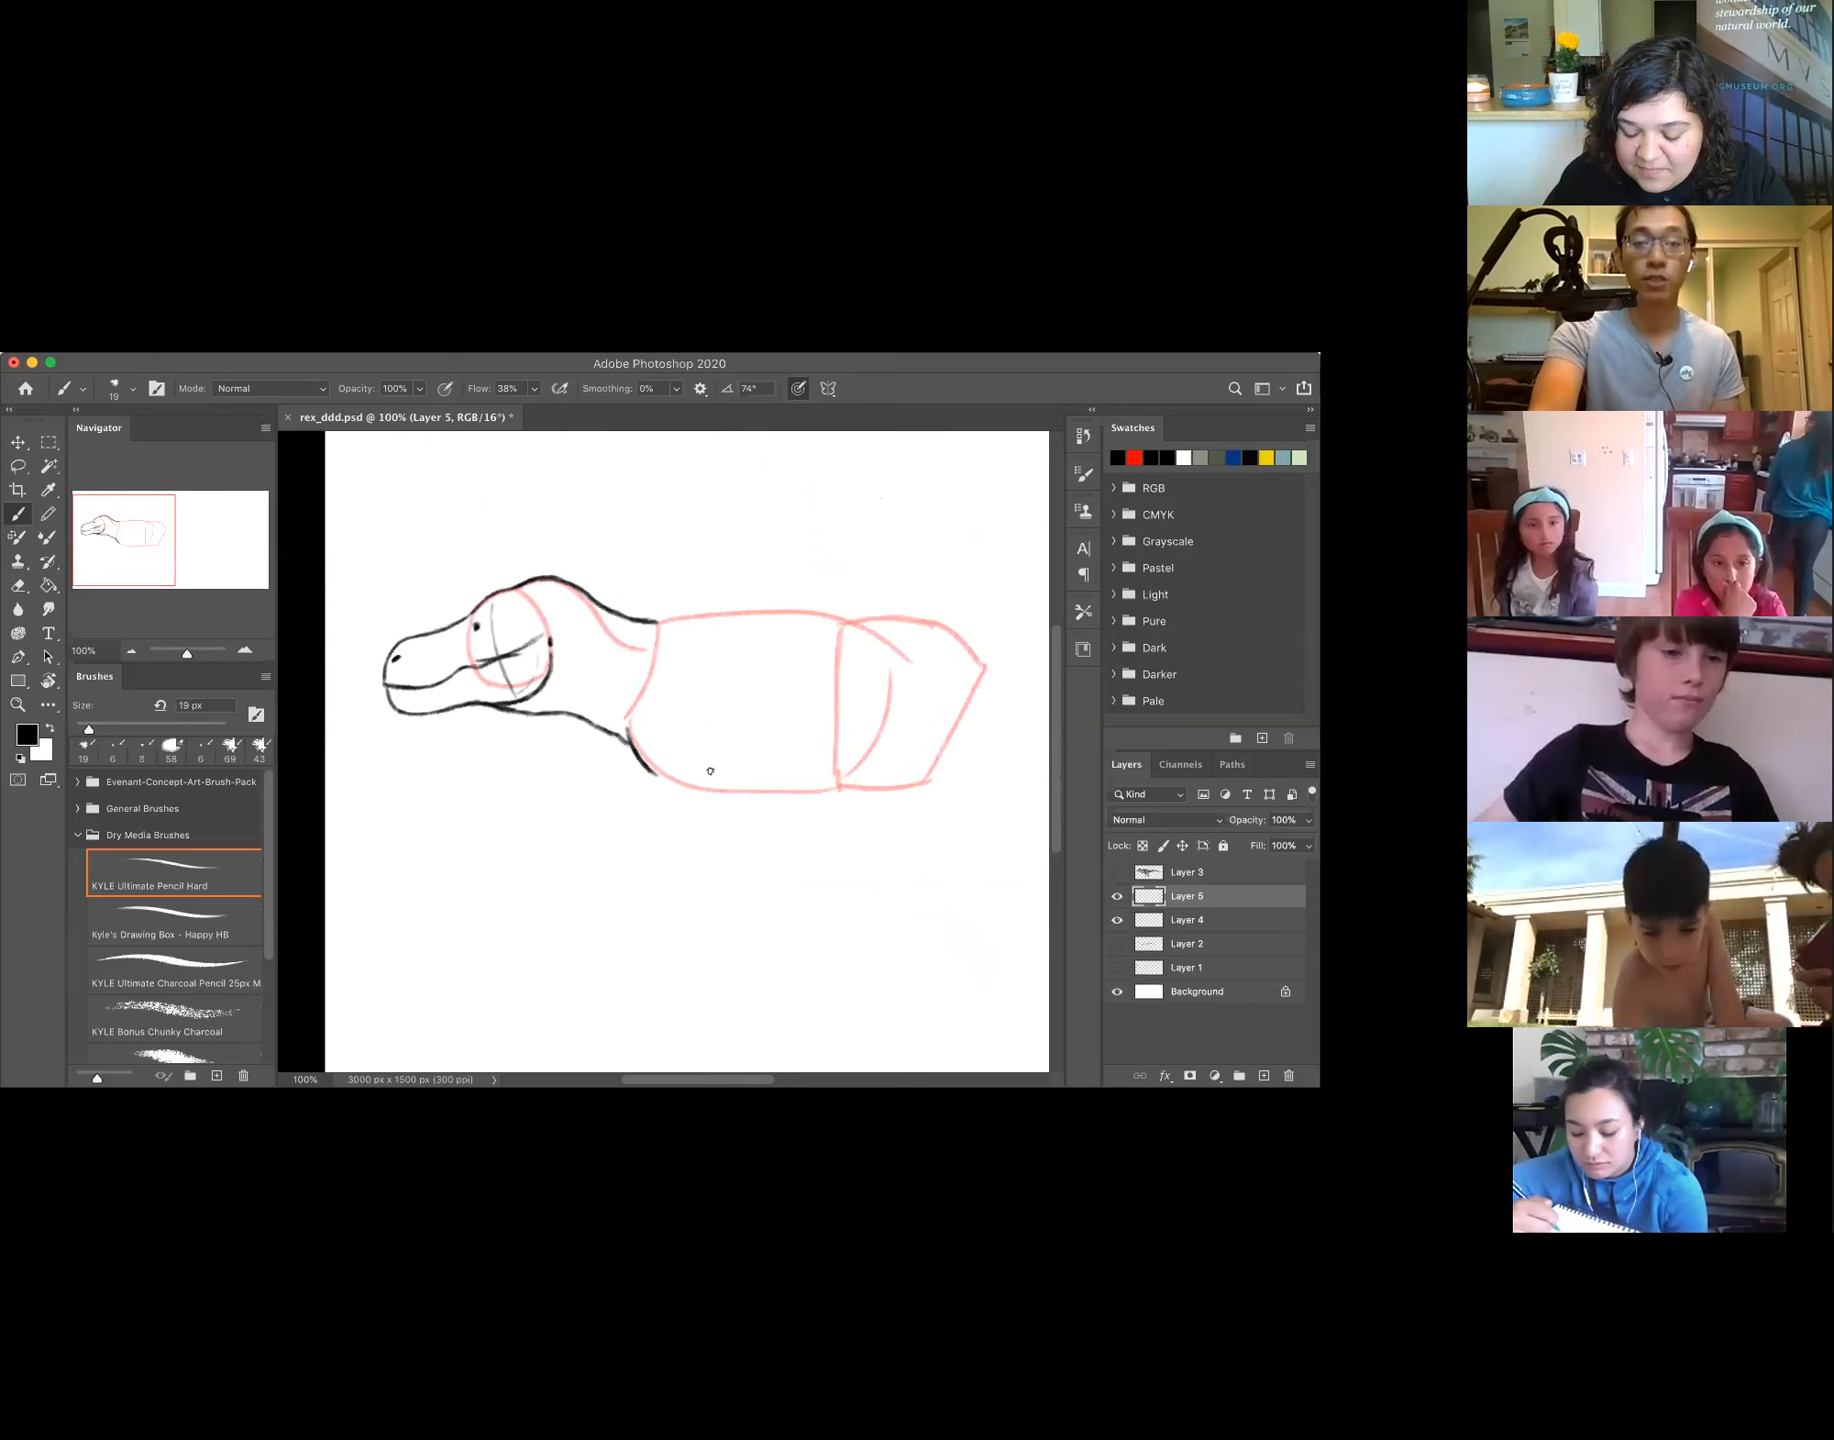 stewardship of our
natural world.
GMUSEUM.ORG
Adobe Photoshop 2020
19
Mode: Normal
Opacity: 100%
Flow: 38%
Smoothing: 0%
74°
rex_ddd.psd @ 100% (Layer 5, RGB/16*) *
Navigator
100%
Brushes
Size:
19 px
19 6 8 58 6 69 43
Evenant-Concept-Art-Brush-Pack
General Brushes
Dry Media Brushes
KYLE Ultimate Pencil Hard
Kyle's Drawing Box - Happy HB
KYLE Ultimate Charcoal Pencil 25px M
KYLE Bonus Chunky Charcoal
100%
3000 px x 1500 px (300 ppi)
Swatches
RGB
CMYK
Grayscale
Pastel
Light
Pure
Dark
Darker
Pale
Layers Channels Paths
Kind
Normal
Opacity: 100%
Lock:
Fill: 100%
Layer 3
Layer 5
Layer 4
Layer 2
Layer 1
Background